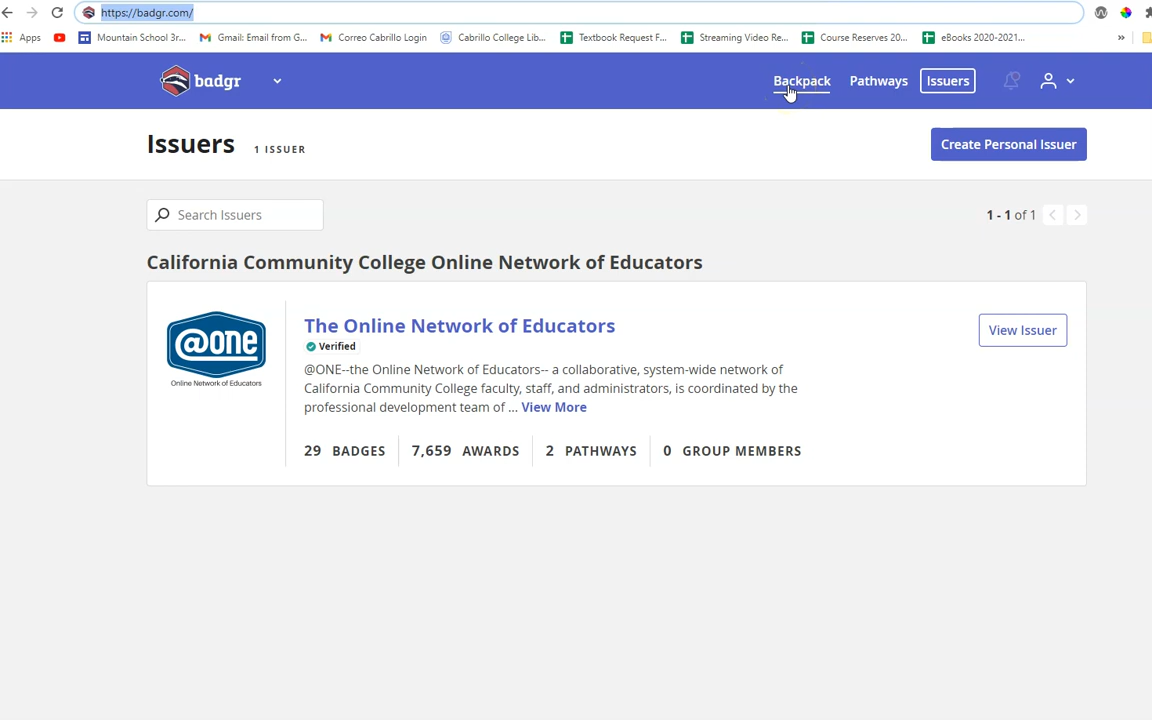 https://badgr.com/
Apps Mountain School 3r... Gmail: Email from G... Correo Cabrillo Login Cabrillo College Lib... Textbook Request F... Streaming Video Re... Course Reserves 20... eBooks 2020-2021... »
badgr Backpack Pathways Issuers
Issuers 1 ISSUER Create Personal Issuer
Search Issuers 1 - 1 of 1
California Community College Online Network of Educators
@one
Online Network of Educators
The Online Network of Educators View Issuer
Verified
@ONE--the Online Network of Educators-- a collaborative, system-wide network of
California Community College faculty, staff, and administrators, is coordinated by the
professional development team of ... View More
29 BADGES 7,659 AWARDS 2 PATHWAYS 0 GROUP MEMBERS